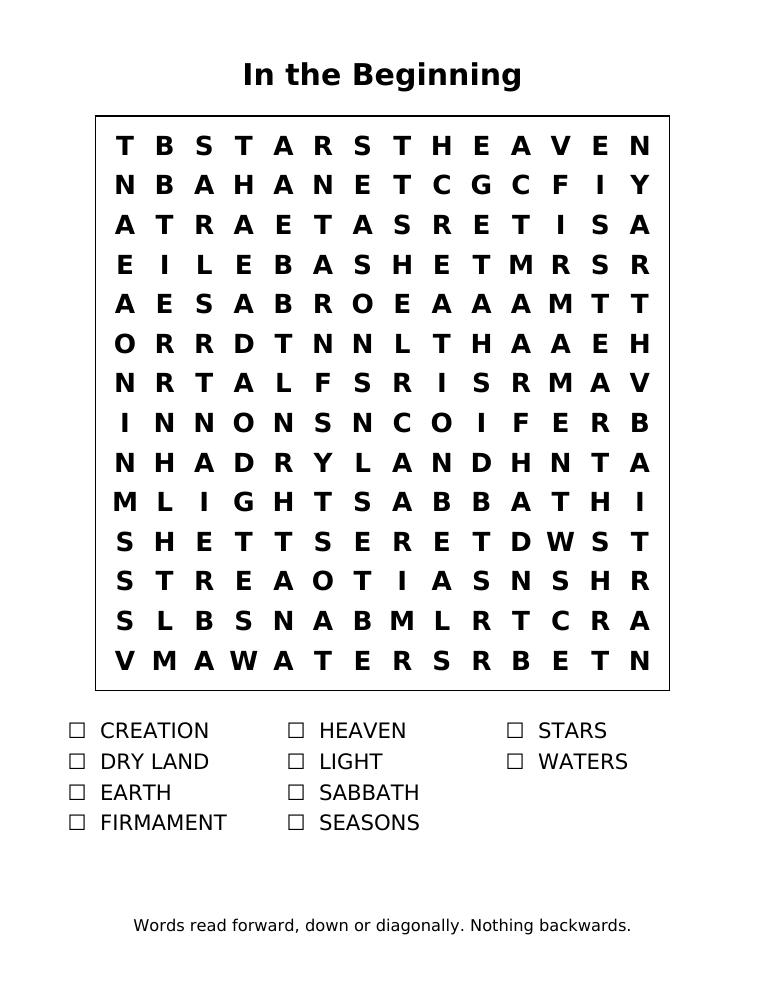 In the Beginning
T B S T A R S T H E A V E N
N B A H A N E T C G C F I Y
A T R A E T A S R E T I S A
E I L E B A S H E T M R S R
A E S A B R O E A A A M T T
O R R D T N N L T H A A E H
N R T A L F S R I S R M A V
I N N O N S N C O I F E R B
N H A D R Y L A N D H N T A
M L I G H T S A B B A T H I
S H E T T S E R E T D W S T
S T R E A O T I A S N S H R
S L B S N A B M L R T C R A
V M A W A T E R S R B E T N
☐ CREATION ☐ HEAVEN ☐ STARS
☐ DRY LAND ☐ LIGHT ☐ WATERS
☐ EARTH ☐ SABBATH
☐ FIRMAMENT ☐ SEASONS
Words read forward, down or diagonally. Nothing backwards.